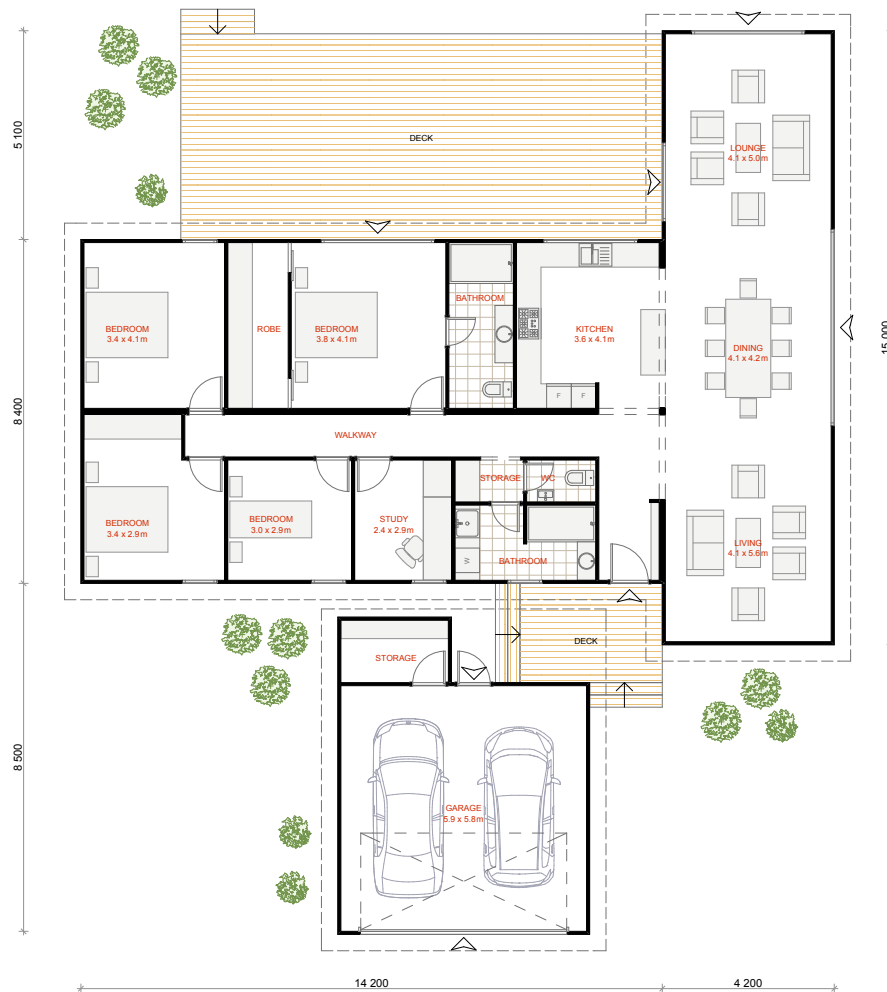 5 100
DECK
LOUNGE
4.1 x 5.0m
BATHROOM
BEDROOM
3.4 x 4.1m
ROBE
BEDROOM
3.8 x 4.1m
KITCHEN
3.6 x 4.1m
DINING
4.1 x 4.2m
15 000
F F
8 400
WALKWAY
STORAGE
WC
BEDROOM
3.4 x 2.9m
BEDROOM
3.0 x 2.9m
STUDY
2.4 x 2.9m
W
BATHROOM
LIVING
4.1 x 5.6m
DECK
STORAGE
8 500
GARAGE
5.9 x 5.8m
14 200
4 200